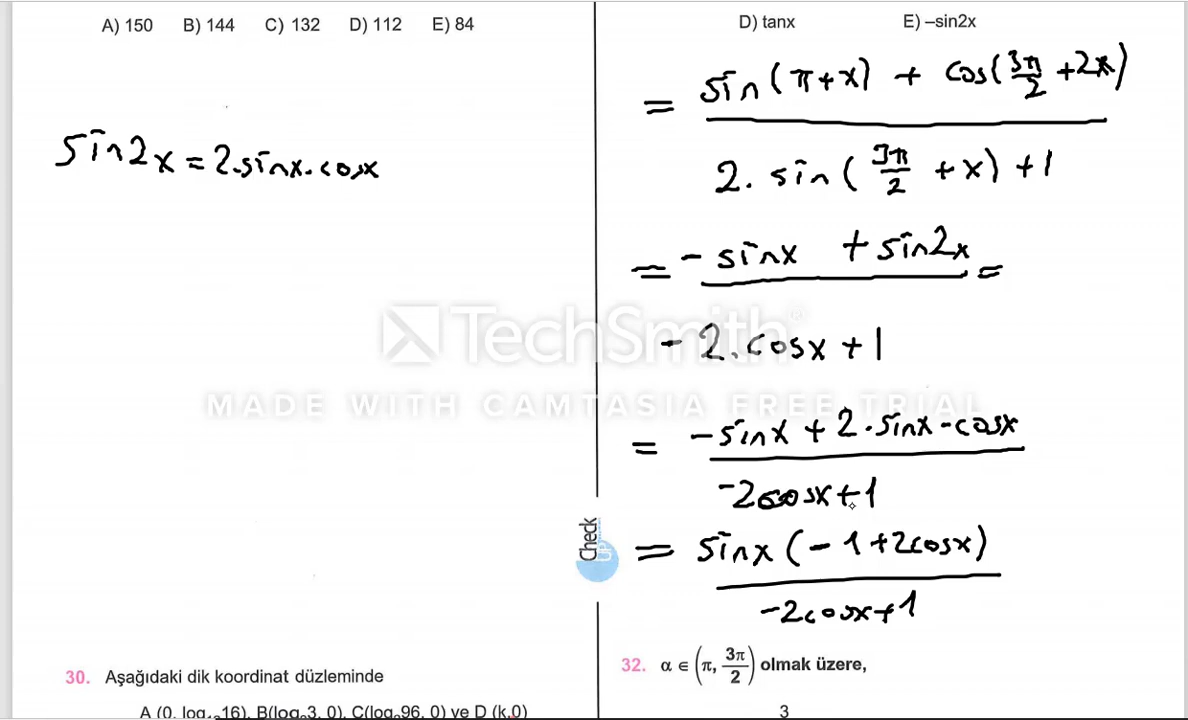 A) 150 B) 144 C) 132 D) 112 E) 84
sin2x = 2.sinx.cosx
30. Aşağıdaki dik koordinat düzleminde
D) tanx E) –sin2x
= sin(π+x) + cos(3π/2 +2x)
2. sin(3π/2 +x) +1
= - sinx + sin2x =
- 2.cosx +1
= -sinx + 2.sinx.cosx
-2cosx+1
= sinx(-1+2cosx)
-2cosx+1
32. α ∈ (π, 3π/2) olmak üzere,
3
Check
UP
TechSmith®
MADE WITH CAMTASIA FREE TRIAL